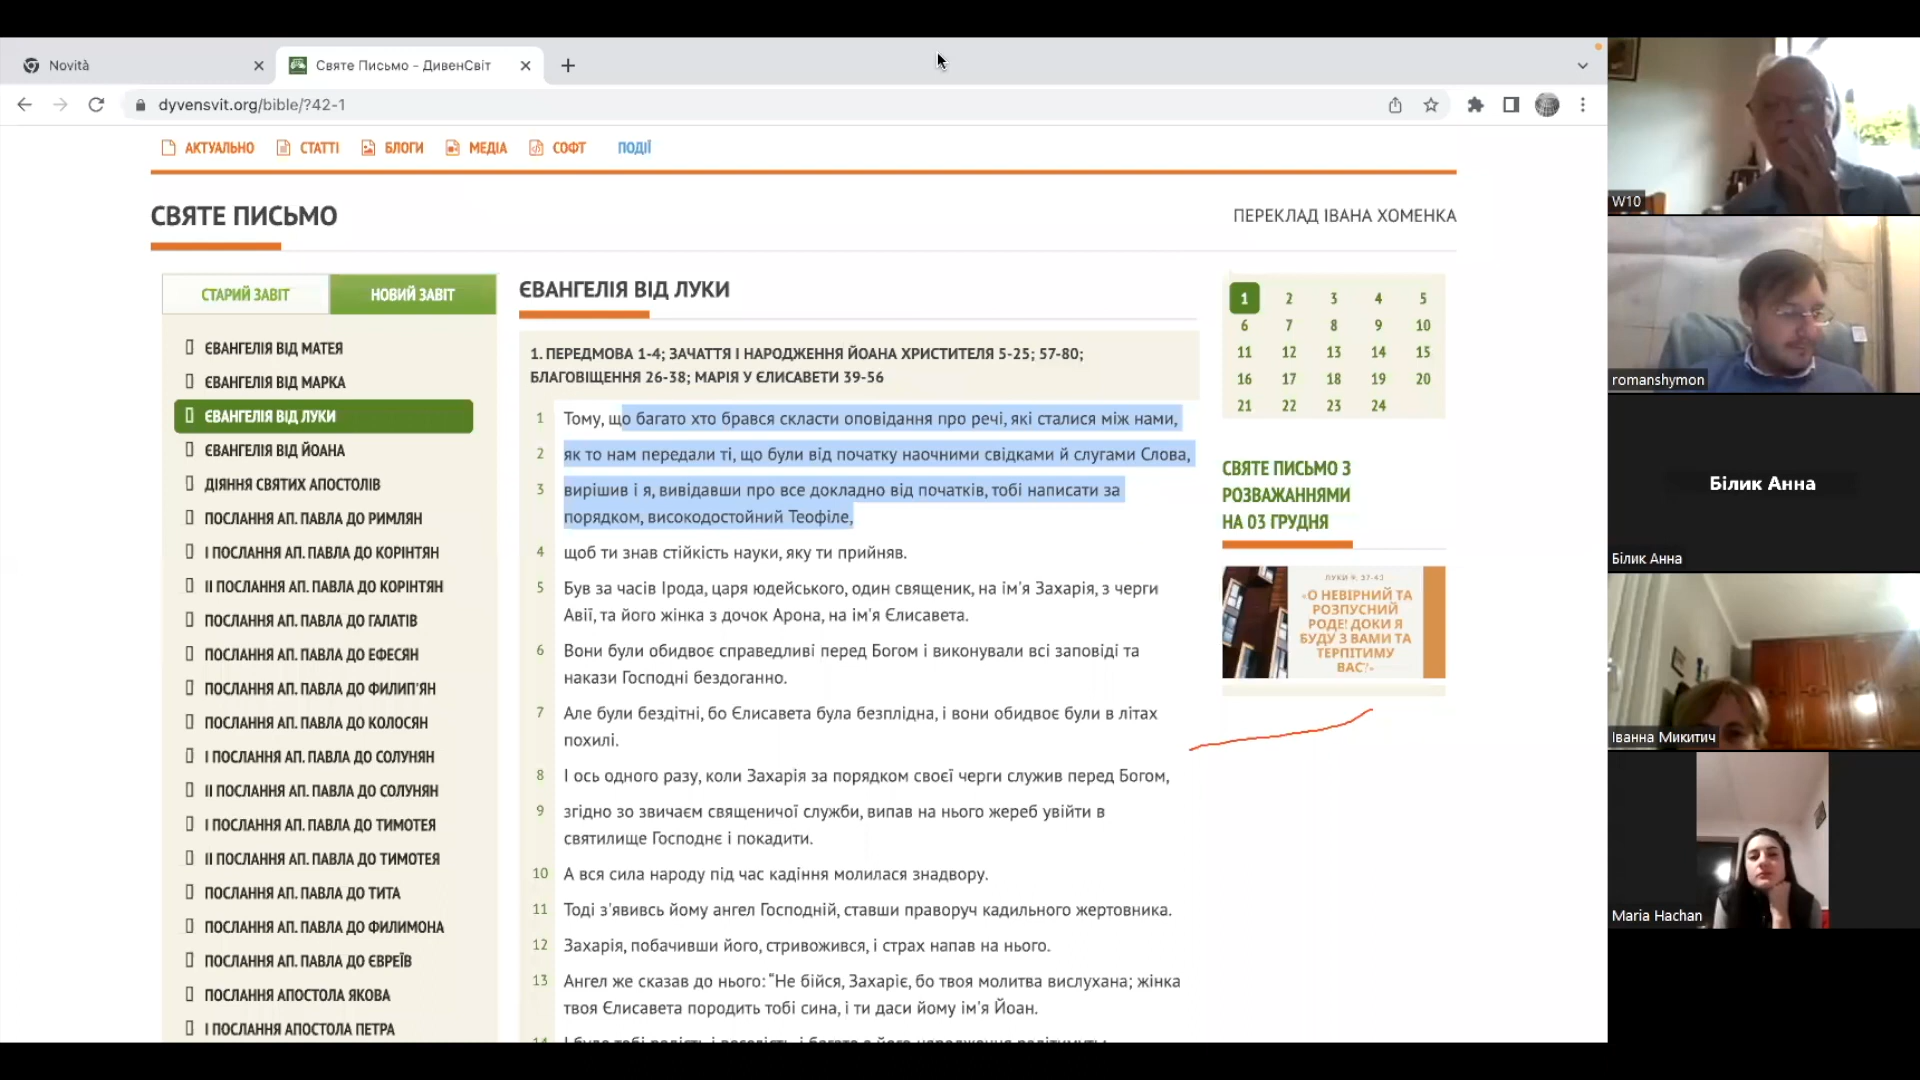 Novità
Святе Письмо – ДивенСвіт
dyvensvit.org/bible/?42-1
АКТУАЛЬНО СТАТТІ БЛОГИ МЕДІА СОФТ ПОДІЇ
СВЯТЕ ПИСЬМО
ПЕРЕКЛАД ІВАНА ХОМЕНКА
СТАРИЙ ЗАВІТ НОВИЙ ЗАВІТ
ЄВАНГЕЛІЯ ВІД МАТЕЯ
ЄВАНГЕЛІЯ ВІД МАРКА
ЄВАНГЕЛІЯ ВІД ЛУКИ
ЄВАНГЕЛІЯ ВІД ЙОАНА
ДІЯННЯ СВЯТИХ АПОСТОЛІВ
ПОСЛАННЯ АП. ПАВЛА ДО РИМЛЯН
І ПОСЛАННЯ АП. ПАВЛА ДО КОРІНТЯН
ІІ ПОСЛАННЯ АП. ПАВЛА ДО КОРІНТЯН
ПОСЛАННЯ АП. ПАВЛА ДО ГАЛАТІВ
ПОСЛАННЯ АП. ПАВЛА ДО ЕФЕСЯН
ПОСЛАННЯ АП. ПАВЛА ДО ФИЛИП'ЯН
ПОСЛАННЯ АП. ПАВЛА ДО КОЛОСЯН
І ПОСЛАННЯ АП. ПАВЛА ДО СОЛУНЯН
ІІ ПОСЛАННЯ АП. ПАВЛА ДО СОЛУНЯН
І ПОСЛАННЯ АП. ПАВЛА ДО ТИМОТЕЯ
ІІ ПОСЛАННЯ АП. ПАВЛА ДО ТИМОТЕЯ
ПОСЛАННЯ АП. ПАВЛА ДО ТИТА
ПОСЛАННЯ АП. ПАВЛА ДО ФИЛИМОНА
ПОСЛАННЯ АП. ПАВЛА ДО ЄВРЕЇВ
ПОСЛАННЯ АПОСТОЛА ЯКОВА
І ПОСЛАННЯ АПОСТОЛА ПЕТРА
ЄВАНГЕЛІЯ ВІД ЛУКИ
1. ПЕРЕДМОВА 1-4; ЗАЧАТТЯ І НАРОДЖЕННЯ ЙОАНА ХРИСТИТЕЛЯ 5-25; 57-80;
БЛАГОВІЩЕННЯ 26-38; МАРІЯ У ЄЛИСАВЕТИ 39-56
1 Тому, що багато хто брався скласти оповідання про речі, які сталися між нами,
2 як то нам передали ті, що були від початку наочними свідками й слугами Слова,
3 вирішив і я, вивідавши про все докладно від початків, тобі написати за
порядком, високодостойний Теофіле,
4 щоб ти знав стійкість науки, яку ти прийняв.
5 Був за часів Ірода, царя юдейського, один священик, на ім'я Захарія, з черги
Авії, та його жінка з дочок Арона, на ім'я Єлисавета.
6 Вони були обидвоє справедливі перед Богом і виконували всі заповіді та
накази Господні бездоганно.
7 Але були бездітні, бо Єлисавета була безплідна, і вони обидвоє були в літах
похилі.
8 І ось одного разу, коли Захарія за порядком своєї черги служив перед Богом,
9 згідно зо звичаєм священичої служби, випав на нього жереб увійти в
святилище Господнє і покадити.
10 А вся сила народу під час кадіння молилася знадвору.
11 Тоді з'явивсь йому ангел Господній, ставши праворуч кадильного жертовника.
12 Захарія, побачивши його, стривожився, і страх напав на нього.
13 Ангел же сказав до нього: "Не бійся, Захаріє, бо твоя молитва вислухана; жінка
твоя Єлисавета породить тобі сина, і ти даси йому ім'я Йоан.
1 2 3 4 5
6 7 8 9 10
11 12 13 14 15
16 17 18 19 20
21 22 23 24
СВЯТЕ ПИСЬМО З
РОЗВАЖАННЯМИ
НА 03 ГРУДНЯ
«О НЕВІРНИЙ ТА
РОЗПУСНИЙ
РОДЕ! ДОКИ Я
БУДУ З ВАМИ ТА
ТЕРПІТИМУ
ВАС?»
W10
romanshymon
Білик Анна
Білик Анна
Іванна Микитич
Maria Hachan